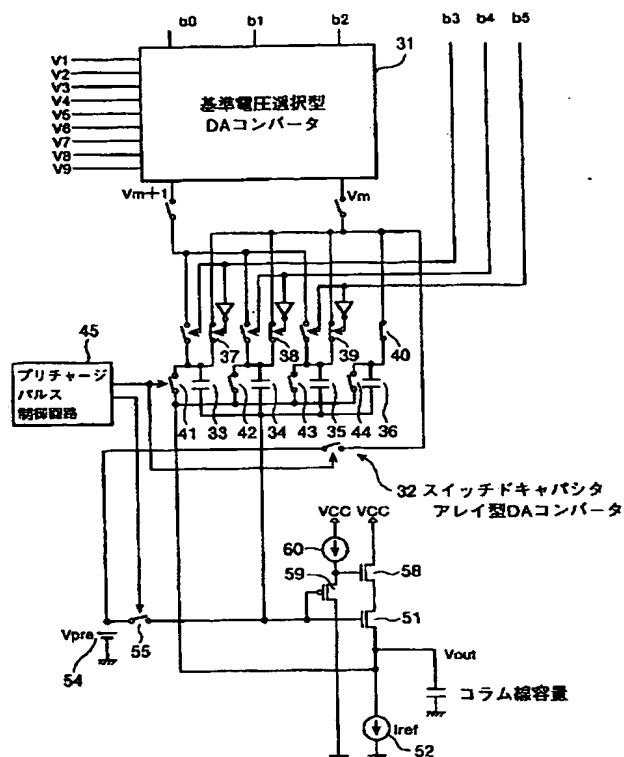 b0 b1 b2 b3 b4 b5
31
V1
V2
V3
V4
V5
V6
V7
V8
V9
基準電圧選択型
DAコンバータ
Vm+1
Vm
45
プリチャージ
パルス
制御回路
37 38 39 40
41 33 42 34 43 35 44 36
32 スイッチドキャパシタ
アレイ型DAコンバータ
VCC VCC
60
59
58
51
Vpre
54
55
Vout
コラム線容量
Iref
52